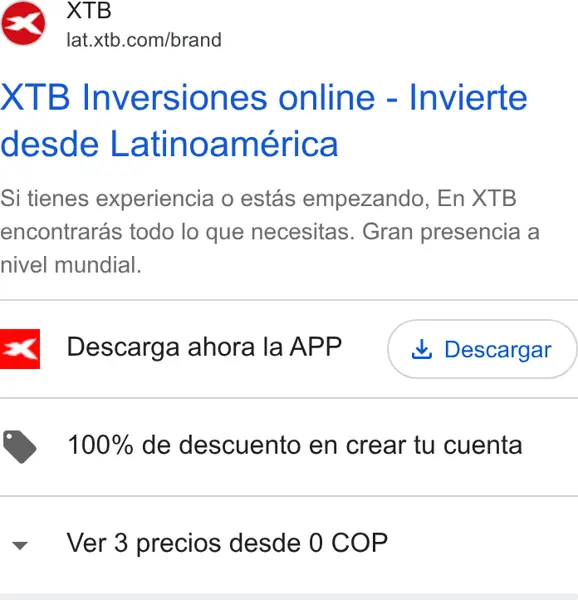 XTB
lat.xtb.com/brand
XTB Inversiones online - Invierte
desde Latinoamérica
Si tienes experiencia o estás empezando, En XTB
encontrarás todo lo que necesitas. Gran presencia a
nivel mundial.
Descarga ahora la APP
Descargar
100% de descuento en crear tu cuenta
Ver 3 precios desde 0 COP